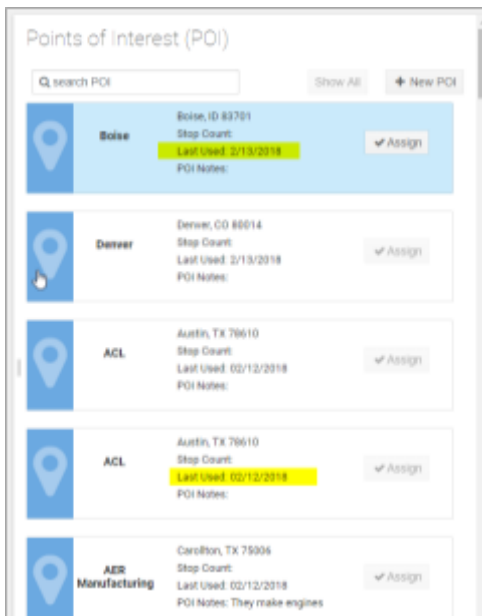 Points of Interest (POI)
search POI
Show All
+ New POI
Boise
Boise, ID 83701
Stop Count:
Last Used: 2/13/2018
POI Notes:
Assign
Denver
Denver, CO 80014
Stop Count:
Last Used: 2/13/2018
POI Notes:
Assign
ACL
Austin, TX 78610
Stop Count:
Last Used: 02/12/2018
POI Notes:
Assign
ACL
Austin, TX 78610
Stop Count:
Last Used: 02/12/2018
POI Notes:
Assign
AER
Manufacturing
Carollton, TX 75006
Stop Count:
Last Used: 02/12/2018
POI Notes: They make engines
Assign